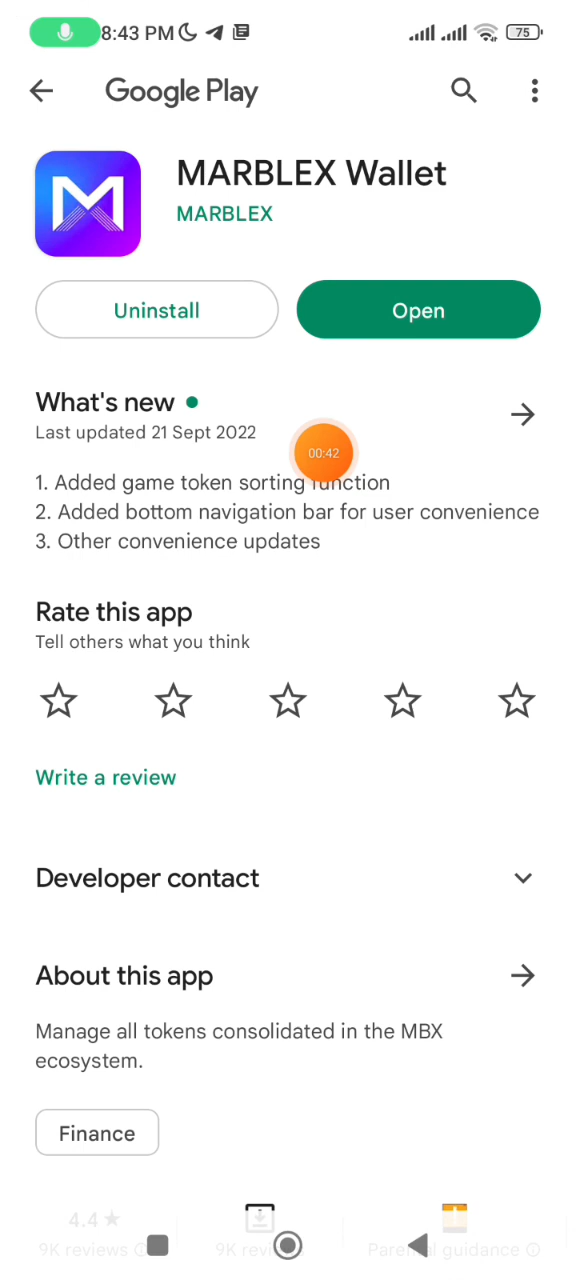 8:43 PM
75
Google Play
MARBLEX Wallet
MARBLEX
Uninstall
Open
What's new
Last updated 21 Sept 2022
00:42
1. Added game token sorting function
2. Added bottom navigation bar for user convenience
3. Other convenience updates
Rate this app
Tell others what you think
Write a review
Developer contact
About this app
Manage all tokens consolidated in the MBX
ecosystem.
Finance
4.4★
9K reviews
9K
Parental guidance